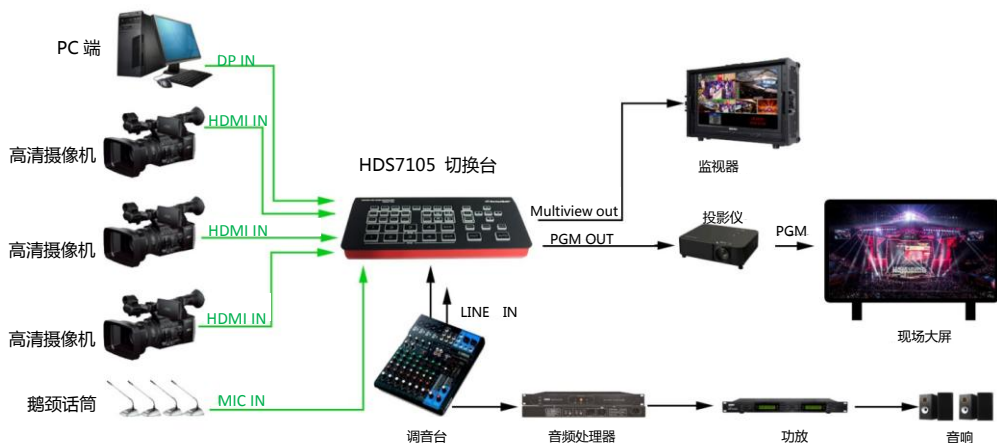 PC 端
DP IN
HDMI IN
高清摄像机
HDS7105 切换台
监视器
Multiview out
投影仪
HDMI IN
PGM OUT
PGM
高清摄像机
LINE IN
HDMI IN
高清摄像机
现场大屏
鹅颈话筒
MIC IN
调音台
音频处理器
功放
音响